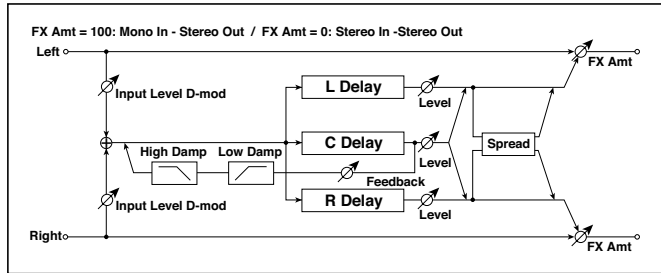 FX Amt = 100: Mono In - Stereo Out / FX Amt = 0: Stereo In -Stereo Out
Left
FX Amt
Input Level D-mod
L Delay
Level
High Damp
Low Damp
C Delay
Level
Spread
Feedback
Input Level D-mod
R Delay
Level
Right
FX Amt